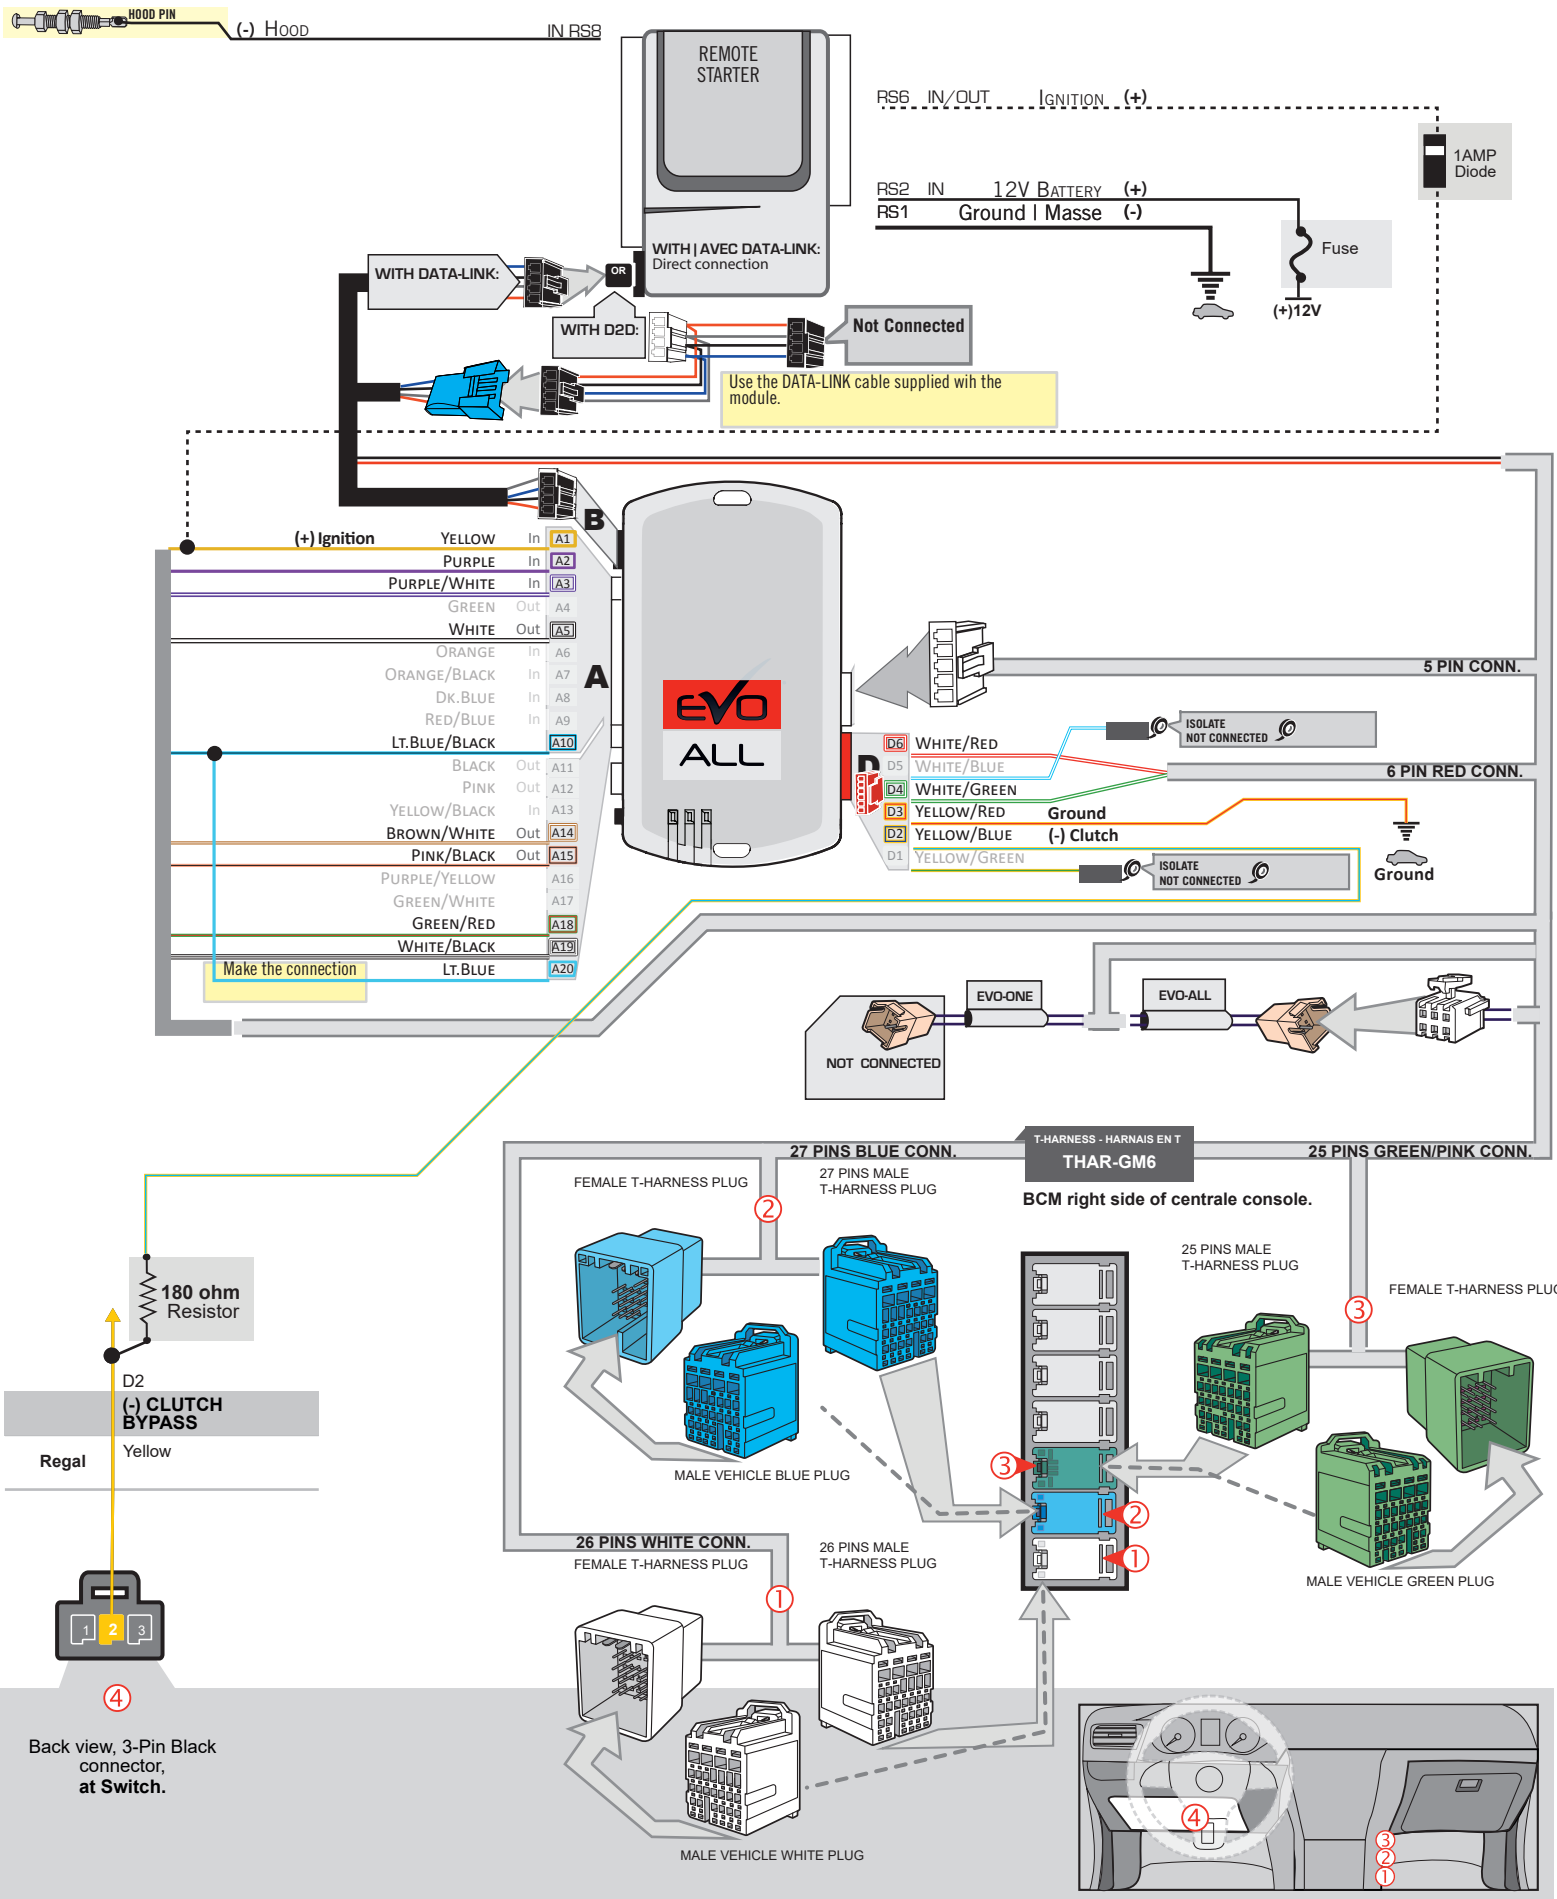 HOOD PIN
(-) HOOD IN RS8
REMOTE
STARTER
RS6 IN/OUT IGNITION (+)
1AMP
Diode
RS2 IN 12V BATTERY (+)
RS1 Ground | Masse (-)
Fuse
(+)12V
WITH | AVEC DATA-LINK:
Direct connection
WITH DATA-LINK:
OR
WITH D2D:
Not Connected
Use the DATA-LINK cable supplied wih the
module.
B
(+) Ignition YELLOW In A1
PURPLE In A2
PURPLE/WHITE In A3
GREEN Out A4
WHITE Out A5
ORANGE In A6
ORANGE/BLACK In A7
DK.BLUE In A8
RED/BLUE In A9
LT.BLUE/BLACK A10
BLACK Out A11
PINK Out A12
YELLOW/BLACK In A13
BROWN/WHITE Out A14
PINK/BLACK Out A15
PURPLE/YELLOW A16
GREEN/WHITE A17
GREEN/RED A18
WHITE/BLACK A19
LT.BLUE A20
Make the connection
A
EVO
ALL
5 PIN CONN.
D
D6 WHITE/RED
D5 WHITE/BLUE
D4 WHITE/GREEN
D3 YELLOW/RED Ground
D2 YELLOW/BLUE (-) Clutch
D1 YELLOW/GREEN
ISOLATE
NOT CONNECTED
6 PIN RED CONN.
ISOLATE
NOT CONNECTED
Ground
EVO-ONE
EVO-ALL
NOT CONNECTED
T-HARNESS - HARNAIS EN T
THAR-GM6
27 PINS BLUE CONN.
25 PINS GREEN/PINK CONN.
BCM right side of centrale console.
FEMALE T-HARNESS PLUG
2
27 PINS MALE
T-HARNESS PLUG
MALE VEHICLE BLUE PLUG
25 PINS MALE
T-HARNESS PLUG
3
FEMALE T-HARNESS PLUG
MALE VEHICLE GREEN PLUG
3
2
1
26 PINS WHITE CONN.
FEMALE T-HARNESS PLUG
26 PINS MALE
T-HARNESS PLUG
1
MALE VEHICLE WHITE PLUG
180 ohm
Resistor
D2
(-) CLUTCH
BYPASS
Regal Yellow
1 2 3
4
Back view, 3-Pin Black
connector,
at Switch.
4
3
2
1